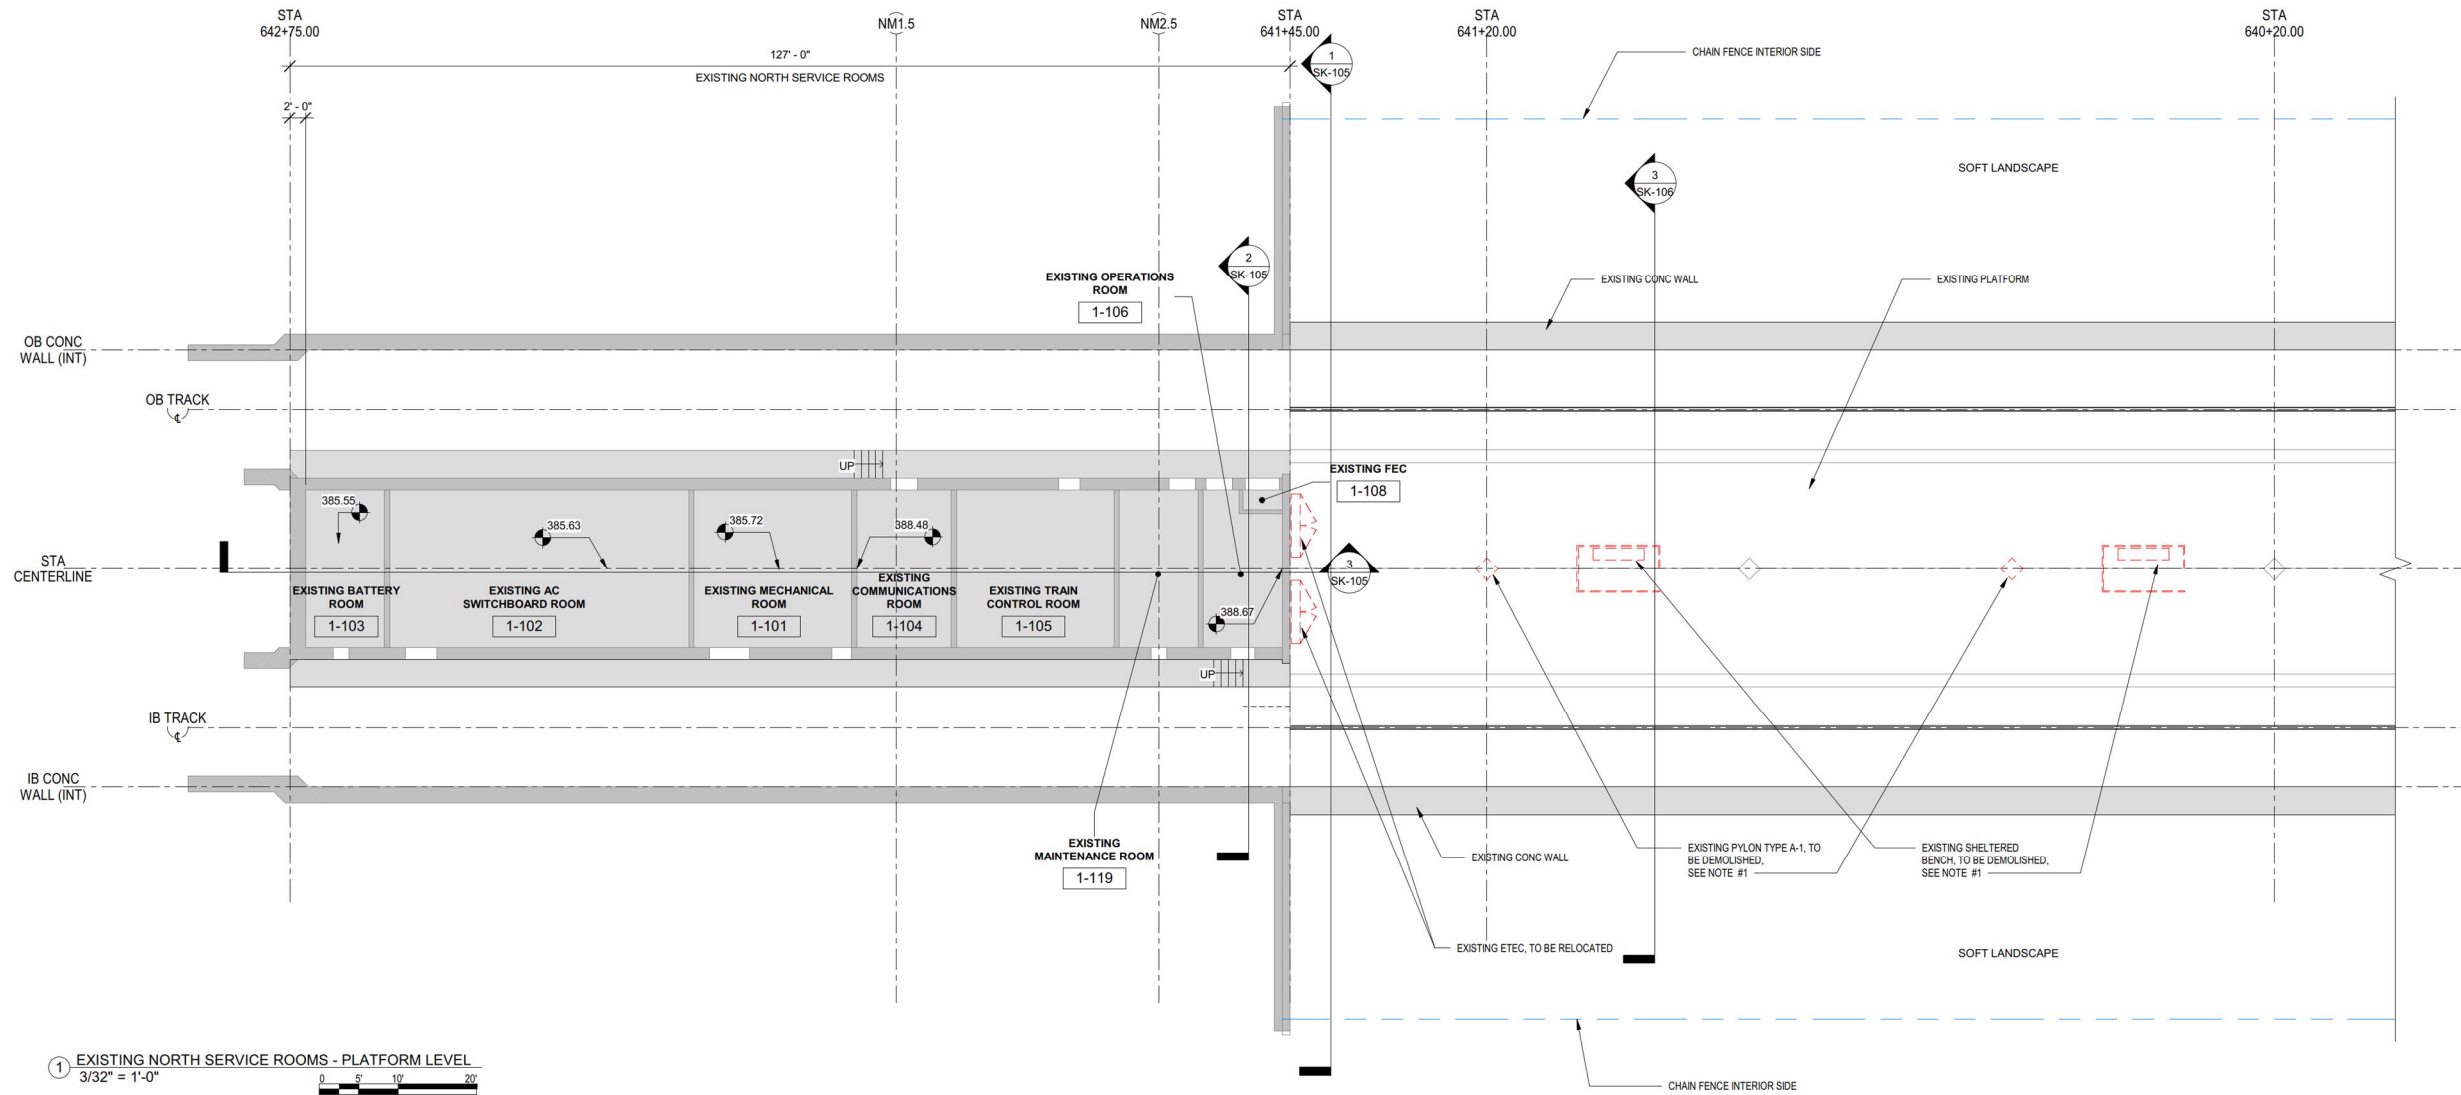 STA
642+75.00
NM1.5
NM2.5
STA
641+45.00
STA
641+20.00
STA
640+20.00
127' - 0"
EXISTING NORTH SERVICE ROOMS
2' - 0"
1
SK-105
CHAIN FENCE INTERIOR SIDE
SOFT LANDSCAPE
3
SK-106
2
SK-105
EXISTING OPERATIONS
ROOM
1-106
EXISTING CONC WALL
EXISTING PLATFORM
OB CONC
WALL (INT)
OB TRACK
℄
UP
EXISTING FEC
1-108
385.55
385.63
385.72
388.48
STA
CENTERLINE
3
SK-105
EXISTING BATTERY
ROOM
1-103
EXISTING AC
SWITCHBOARD ROOM
1-102
EXISTING MECHANICAL
ROOM
1-101
EXISTING
COMMUNICATIONS
ROOM
1-104
EXISTING TRAIN
CONTROL ROOM
1-105
388.67
UP
IB TRACK
℄
IB CONC
WALL (INT)
EXISTING
MAINTENANCE ROOM
1-119
EXISTING CONC WALL
EXISTING PYLON TYPE A-1, TO
BE DEMOLISHED,
SEE NOTE #1
EXISTING SHELTERED
BENCH, TO BE DEMOLISHED,
SEE NOTE #1
EXISTING ETEC, TO BE RELOCATED
SOFT LANDSCAPE
CHAIN FENCE INTERIOR SIDE
1
EXISTING NORTH SERVICE ROOMS - PLATFORM LEVEL
3/32" = 1'-0"
0 5' 10' 20'